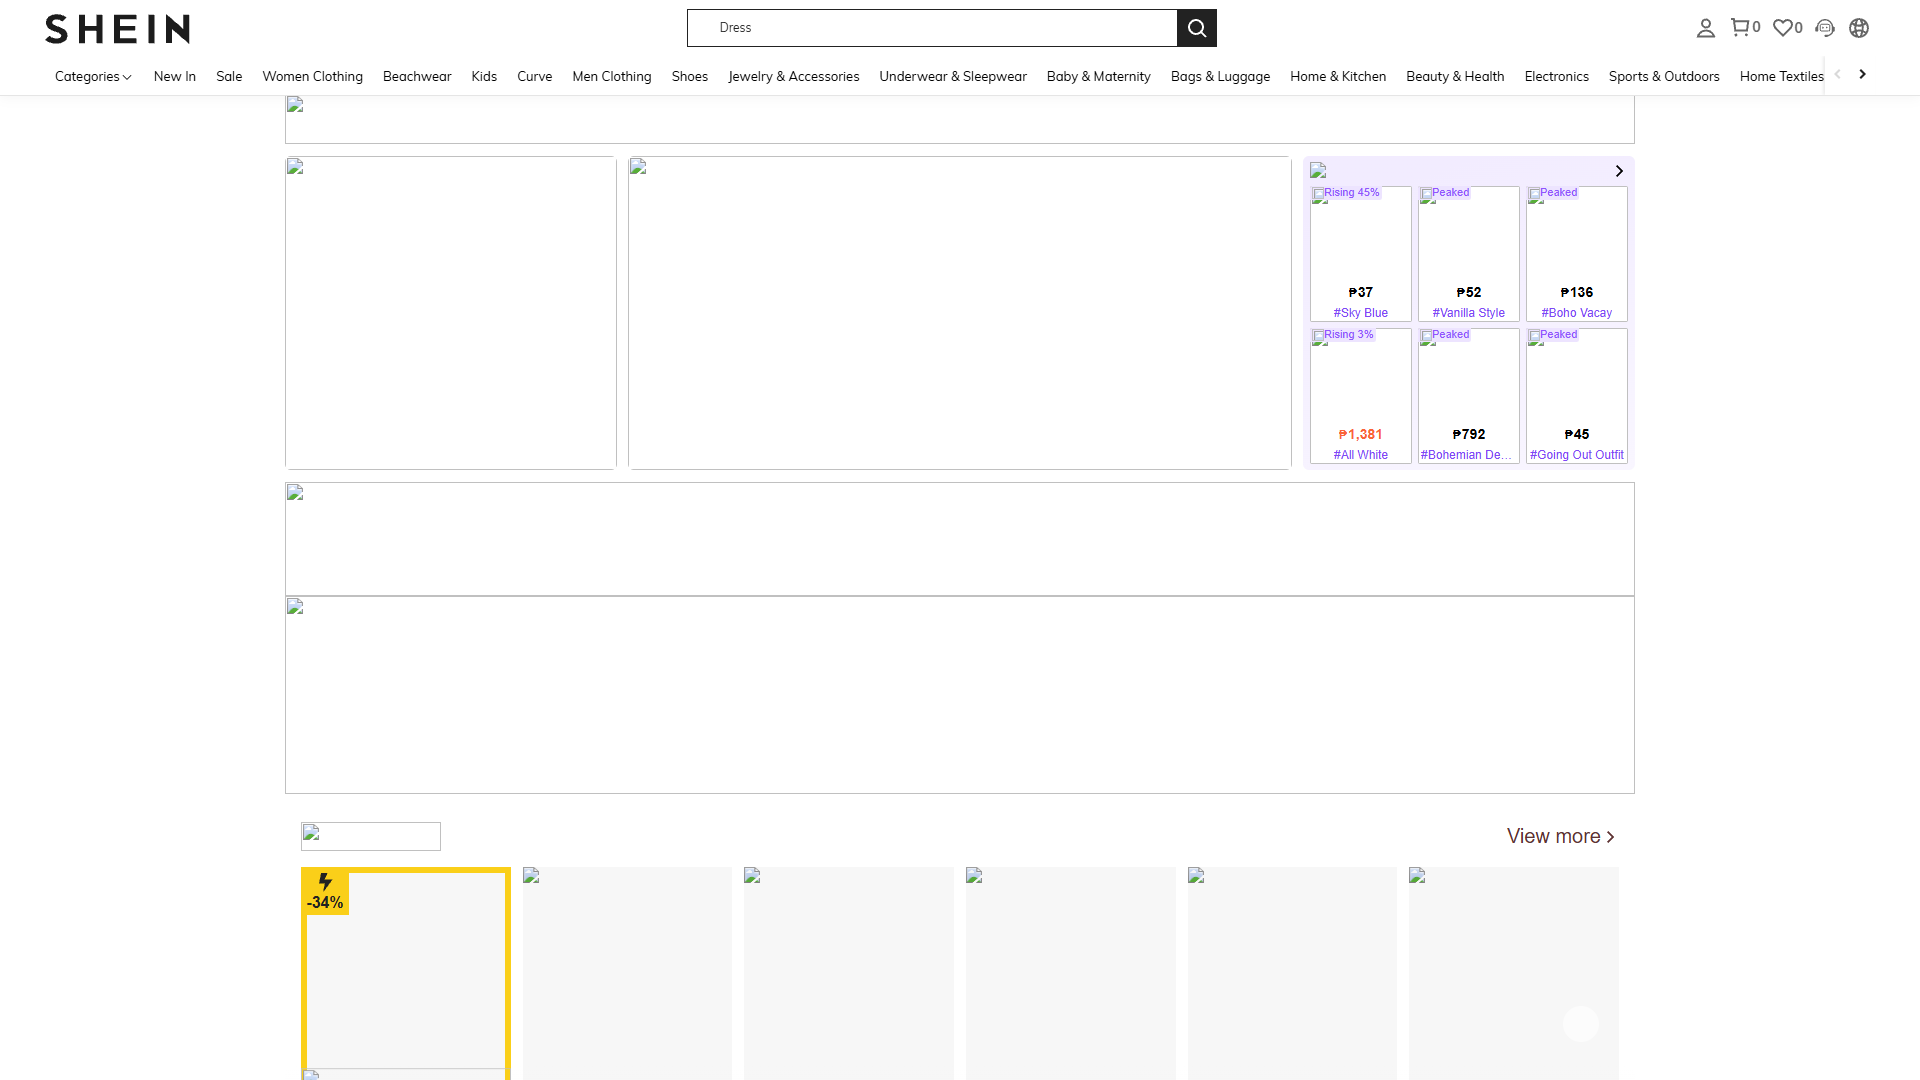 SHEIN
Dress
0
0
Categories New In Sale Women Clothing Beachwear Kids Curve Men Clothing Shoes Jewelry & Accessories Underwear & Sleepwear Baby & Maternity Bags & Luggage Home & Kitchen Beauty & Health Electronics Sports & Outdoors Home Textiles
Rising 45% Peaked Peaked
₱37 ₱52 ₱136
#Sky Blue #Vanilla Style #Boho Vacay
Rising 3% Peaked Peaked
₱1,381 ₱792 ₱45
#All White #Bohemian De... #Going Out Outfit
View more
-34%